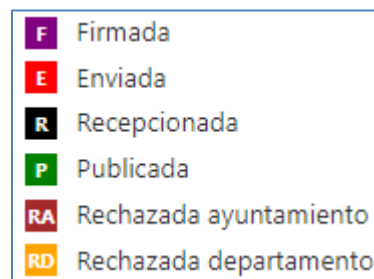 F Firmada
E Enviada
R Recepcionada
P Publicada
RA Rechazada ayuntamiento
RD Rechazada departamento